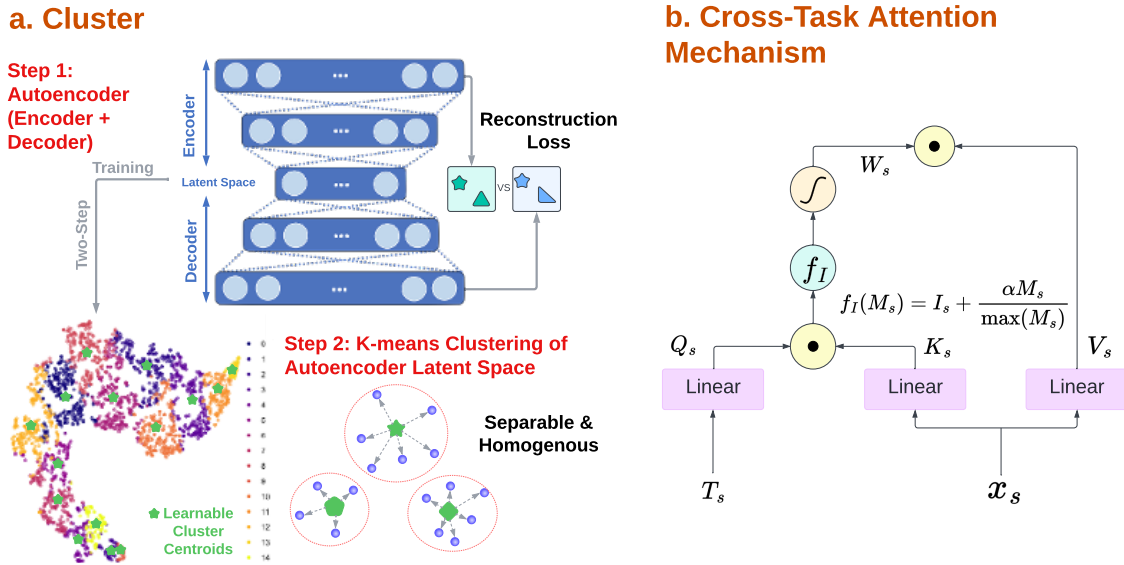 a. Cluster
Step 1:
Autoencoder
(Encoder +
Decoder)
Training
Two-Step
Encoder
Latent Space
Decoder
...
...
...
...
...
Reconstruction
Loss
VS
Step 2: K-means Clustering of
Autoencoder Latent Space
Separable &
Homogenous
Learnable
Cluster
Centroids
0
1
2
3
4
5
6
7
8
9
10
11
12
13
14
b. Cross-Task Attention
Mechanism
W_s
∫
f_I
f_I(M_s) = I_s + αM_s / max(M_s)
Q_s
K_s
V_s
Linear
Linear
Linear
T_s
x_s